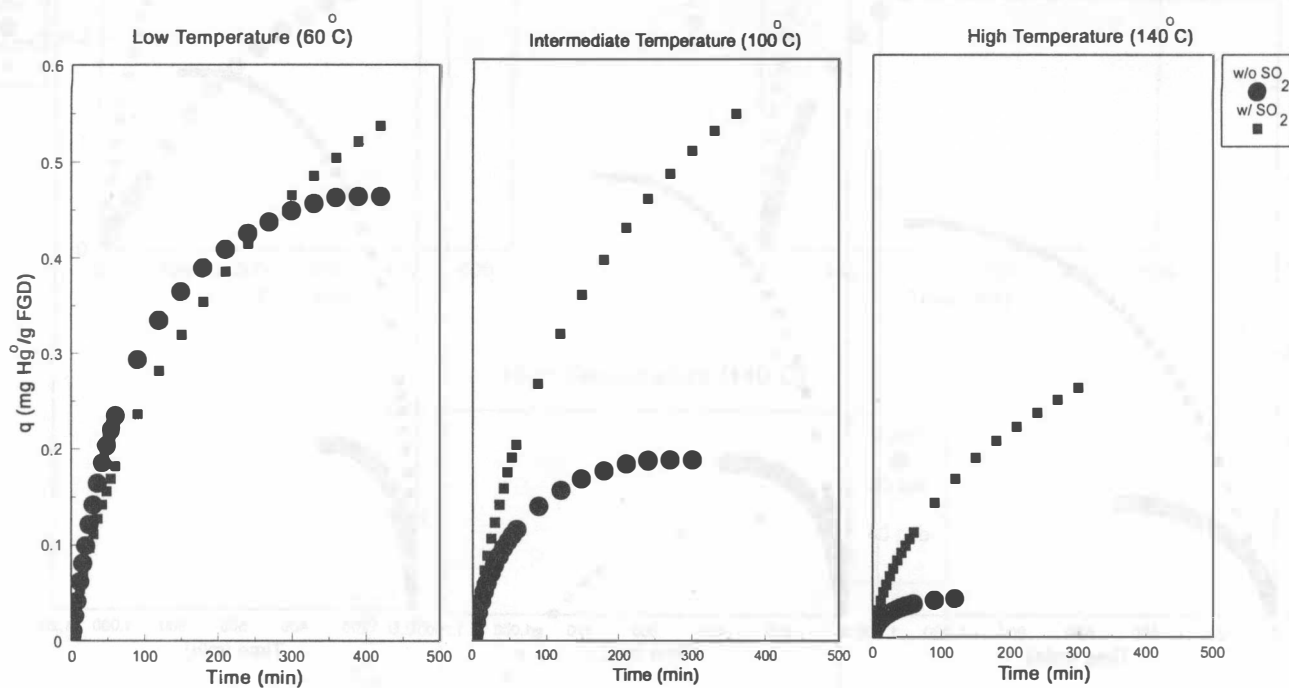 Low Temperature (60°C)
Intermediate Temperature (100°C)
High Temperature (140°C)
w/o SO2
w/ SO2
q (mg Hg°/g FGD)
0.6
0.5
0.4
0.3
0.2
0.1
0
0 100 200 300 400 500
100 200 300 400 500
0 100 200 300 400 500
Time (min)
Time (min)
Time (min)